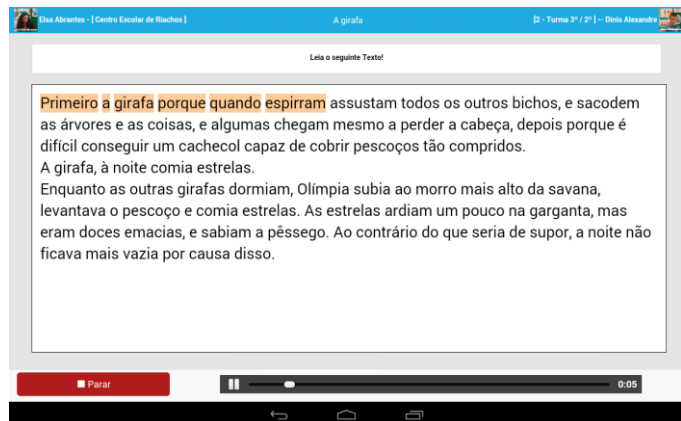 Elsa Abrantes - [ Centro Escolar de Riachos ]
A girafa
[2 - Turma 3º / 2º ] -- Dinis Alexandre
Leia o seguinte Texto!
Primeiro a girafa porque quando espirram assustam todos os outros bichos, e sacodem
as árvores e as coisas, e algumas chegam mesmo a perder a cabeça, depois porque é
difícil conseguir um cachecol capaz de cobrir pescoços tão compridos.
A girafa, à noite comia estrelas.
Enquanto as outras girafas dormiam, Olímpia subia ao morro mais alto da savana,
levantava o pescoço e comia estrelas. As estrelas ardiam um pouco na garganta, mas
eram doces emacias, e sabiam a pêssego. Ao contrário do que seria de supor, a noite não
ficava mais vazia por causa disso.
Parar
0:05